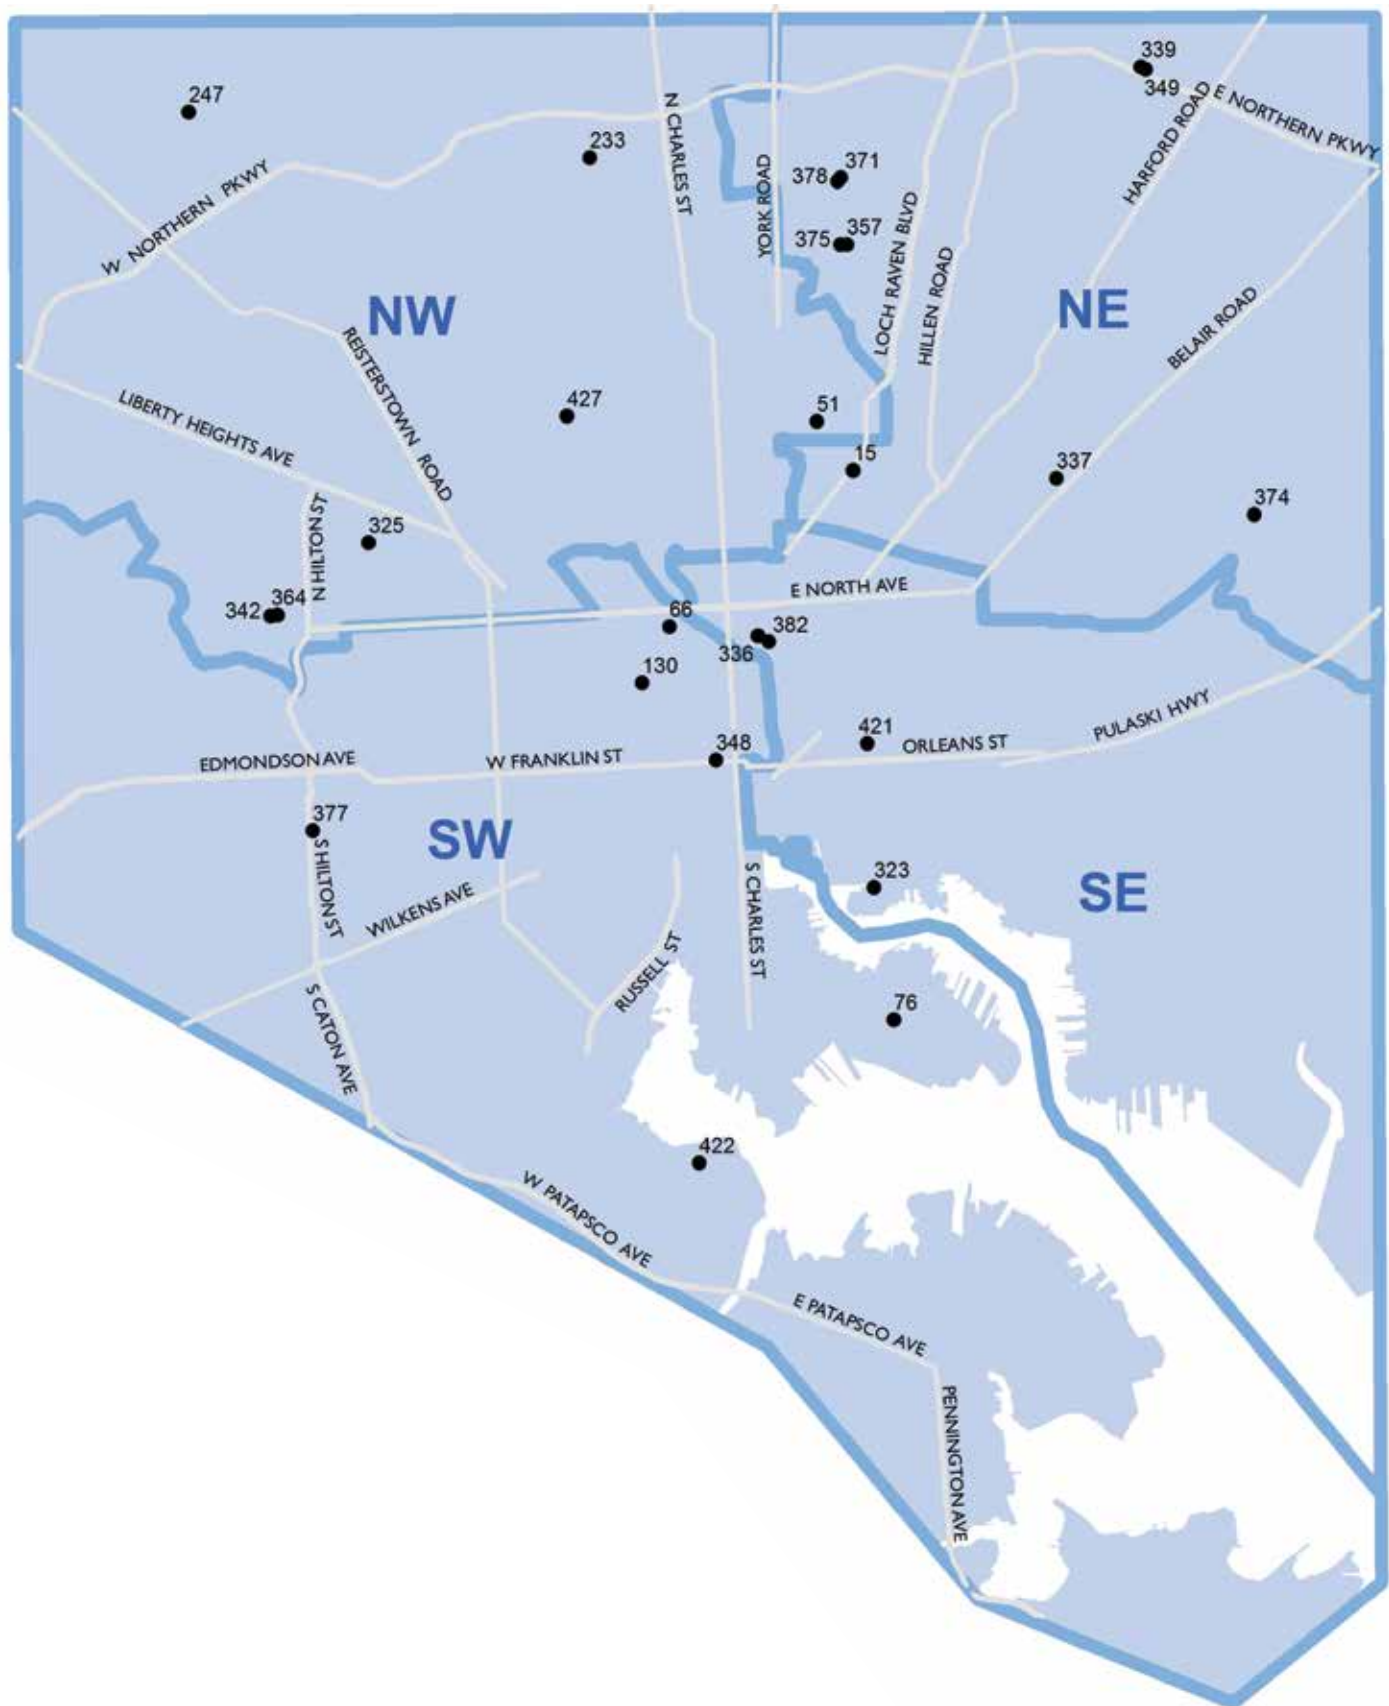 339
349
247
E NORTHERN PKWY
N CHARLES ST
HARFORD ROAD
233
371
378
YORK ROAD
W NORTHERN PKWY
375
357
LOCH RAVEN BLVD
HILLEN ROAD
NW
NE
BELAIR ROAD
REISTERSTOWN ROAD
LIBERTY HEIGHTS AVE
427
51
15
337
374
N HILTON ST
325
E NORTH AVE
342
364
66
382
336
130
PULASKI HWY
421
348
ORLEANS ST
EDMONDSON AVE
W FRANKLIN ST
377
SW
S HILTON ST
323
SE
WILKENS AVE
S CHARLES ST
RUSSELL ST
76
S CATON AVE
422
W PATAPSCO AVE
E PATAPSCO AVE
PENNINGTON AVE